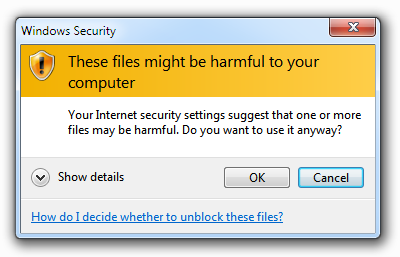 Windows Security
These files might be harmful to your
computer
Your Internet security settings suggest that one or more
files may be harmful. Do you want to use it anyway?
Show details
OK
Cancel
How do I decide whether to unblock these files?